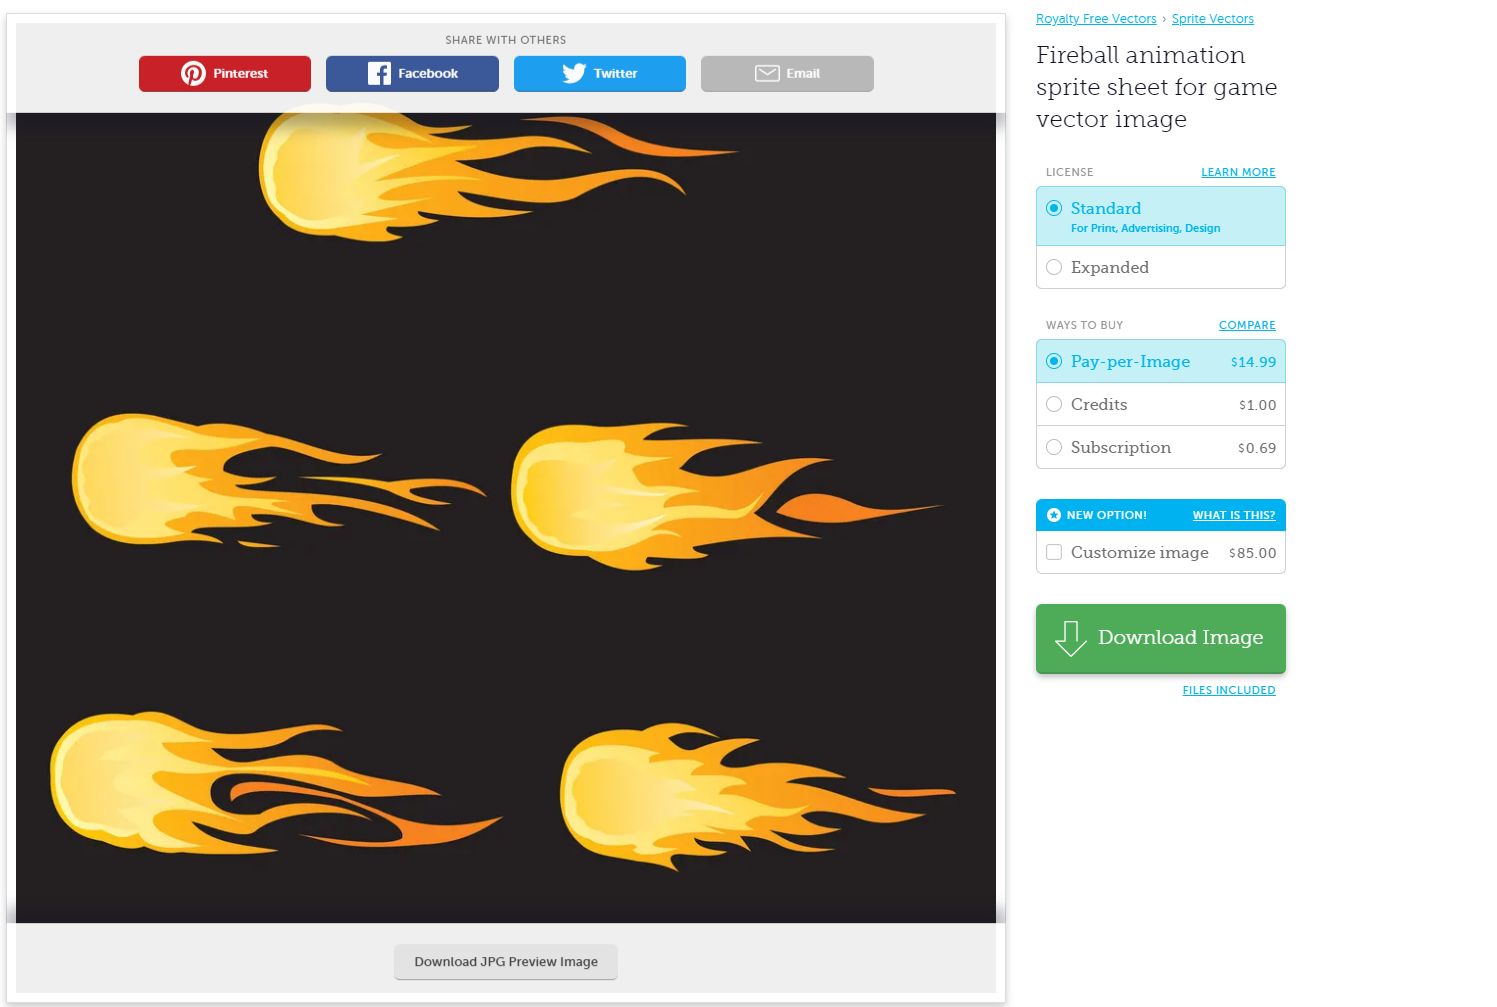 SHARE WITH OTHERS
Pinterest
Facebook
Twitter
Email
Download JPG Preview Image
Royalty Free Vectors › Sprite Vectors
Fireball animation
sprite sheet for game
vector image
LICENSE LEARN MORE
Standard
For Print, Advertising, Design
Expanded
WAYS TO BUY COMPARE
Pay-per-Image $14.99
Credits $1.00
Subscription $0.69
NEW OPTION! WHAT IS THIS?
Customize image $85.00
Download Image
FILES INCLUDED